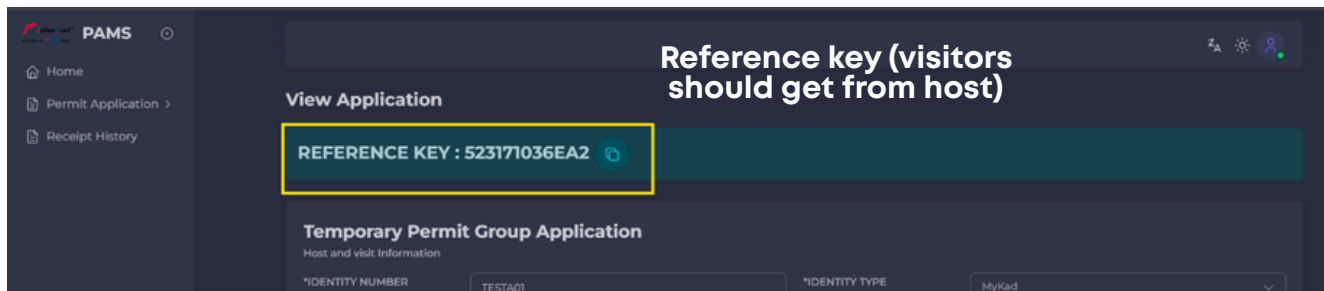 PAMS
Home
Permit Application >
Receipt History
Reference key (visitors
should get from host)
View Application
REFERENCE KEY : 523171036EA2
Temporary Permit Group Application
Host and visit Information
*IDENTITY NUMBER
TESTA01
*IDENTITY TYPE
MyKad